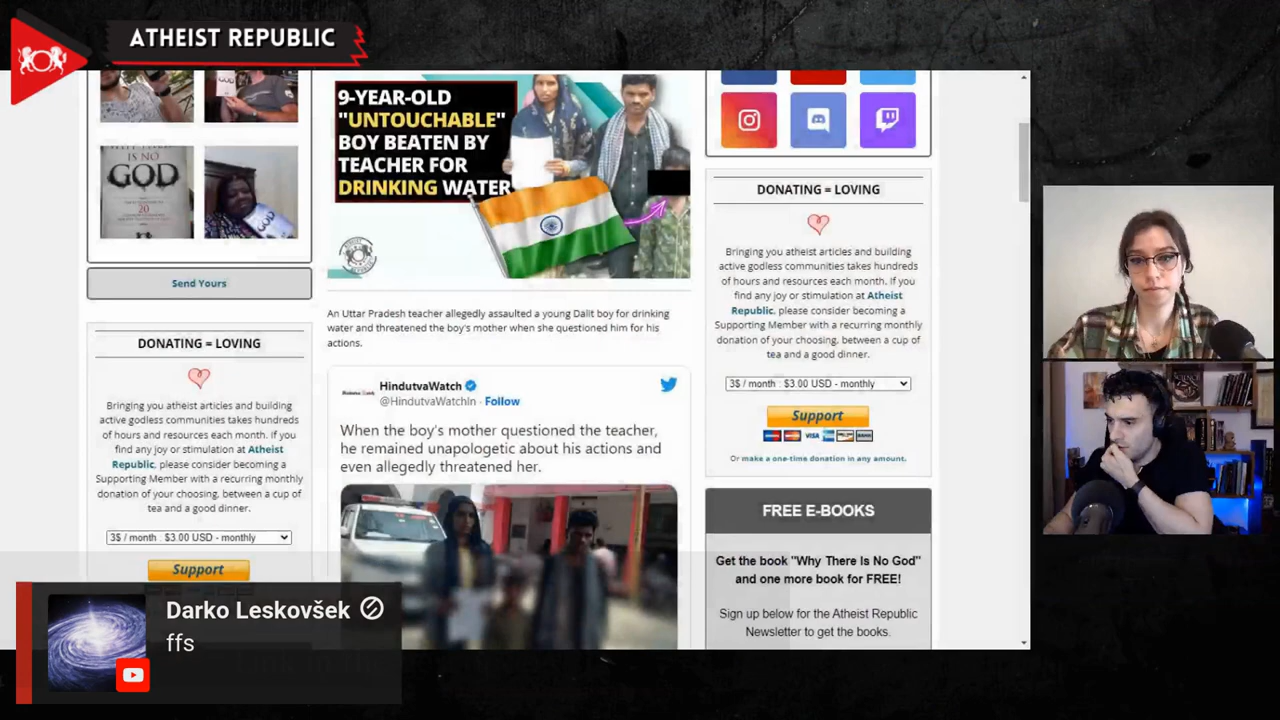 ATHEIST REPUBLIC
GOD
IS NO
GOD
20
GOD
Send Yours
DONATING = LOVING
Bringing you atheist articles and building
active godless communities takes hundreds
of hours and resources each month. If you
find any joy or stimulation at Atheist
Republic, please consider becoming a
Supporting Member with a recurring monthly
donation of your choosing, between a cup of
tea and a good dinner.
3$ / month : $3.00 USD - monthly
Support
9-YEAR-OLD
"UNTOUCHABLE"
BOY BEATEN BY
TEACHER FOR
DRINKING WATER
An Uttar Pradesh teacher allegedly assaulted a young Dalit boy for drinking
water and threatened the boy's mother when she questioned him for his
actions.
HindutvaWatch
@HindutvaWatchIn · Follow
When the boy's mother questioned the teacher,
he remained unapologetic about his actions and
even allegedly threatened her.
DONATING = LOVING
Bringing you atheist articles and building
active godless communities takes hundreds
of hours and resources each month. If you
find any joy or stimulation at Atheist
Republic, please consider becoming a
Supporting Member with a recurring monthly
donation of your choosing, between a cup of
tea and a good dinner.
3$ / month : $3.00 USD - monthly
Support
VISA
Or make a one-time donation in any amount.
FREE E-BOOKS
Get the book "Why There Is No God"
and one more book for FREE!
Sign up below for the Atheist Republic
Newsletter to get the books.
Darko Leskovšek
ffs